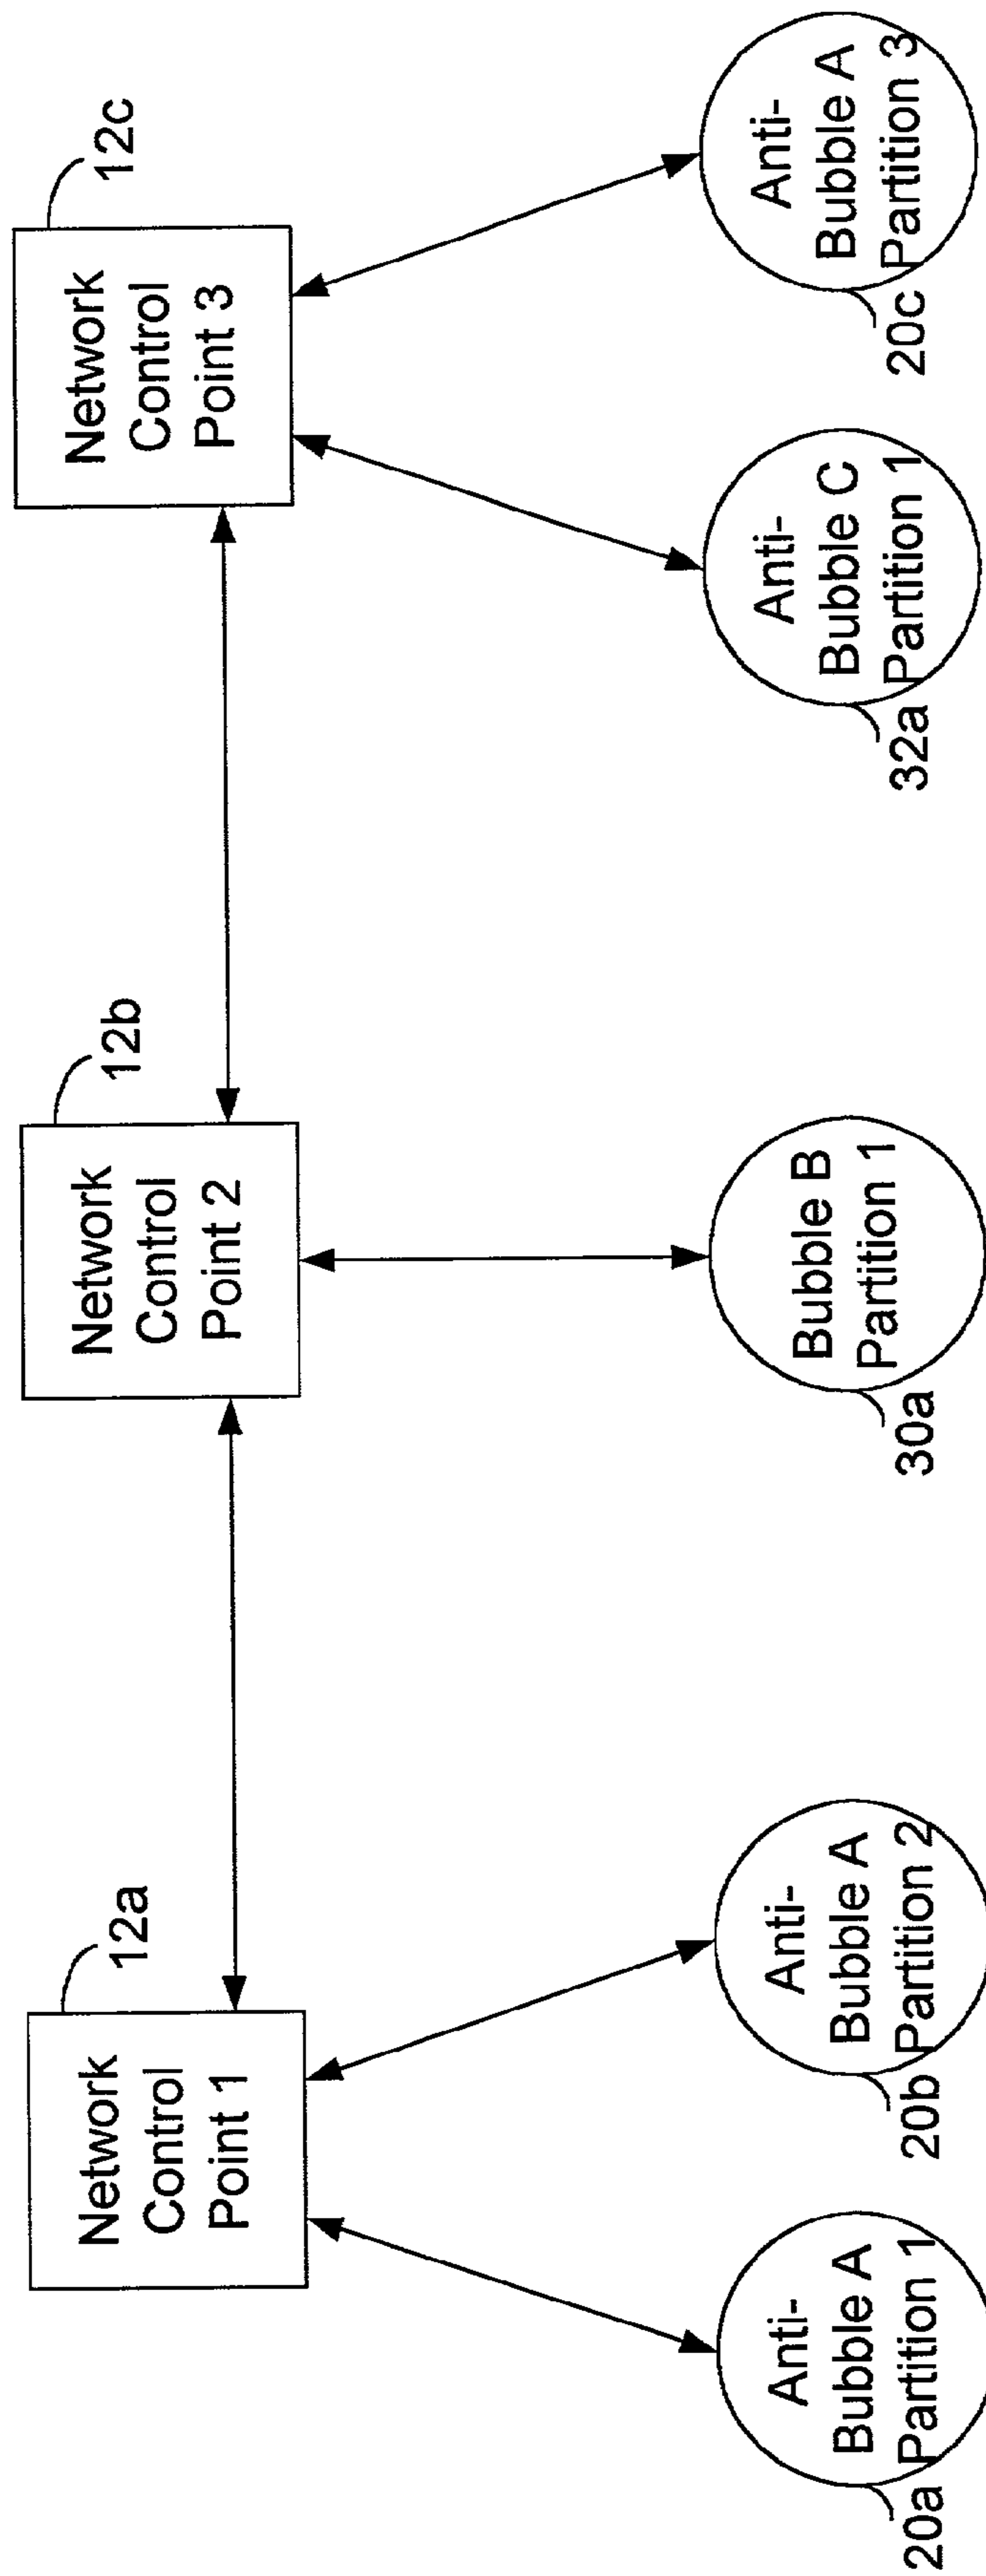 12a
Network
Control
Point 1
12b
Network
Control
Point 2
12c
Network
Control
Point 3
Anti-
Bubble A
Partition 1
20a
Anti-
Bubble A
Partition 2
20b
Bubble B
Partition 1
30a
Anti-
Bubble C
Partition 1
32a
Anti-
Bubble A
Partition 3
20c